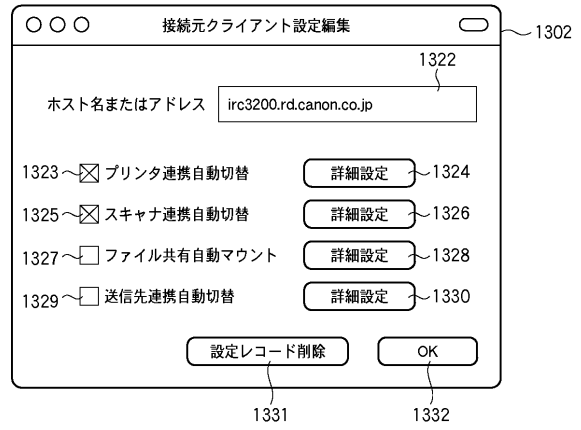 接続元クライアント設定編集
1302
1322
ホスト名またはアドレス irc3200.rd.canon.co.jp
1323 プリンタ連携自動切替 詳細設定 1324
1325 スキャナ連携自動切替 詳細設定 1326
1327 ファイル共有自動マウント 詳細設定 1328
1329 送信先連携自動切替 詳細設定 1330
設定レコード削除 OK
1331 1332